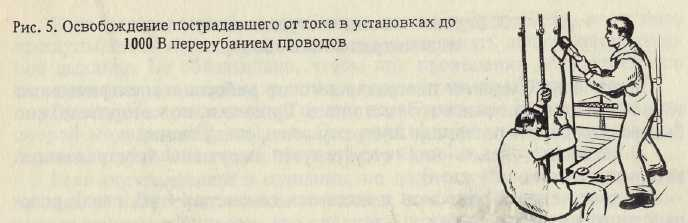 Рис. 5. Освобождение пострадавшего от тока в установках до
1000 В перерубанием проводов